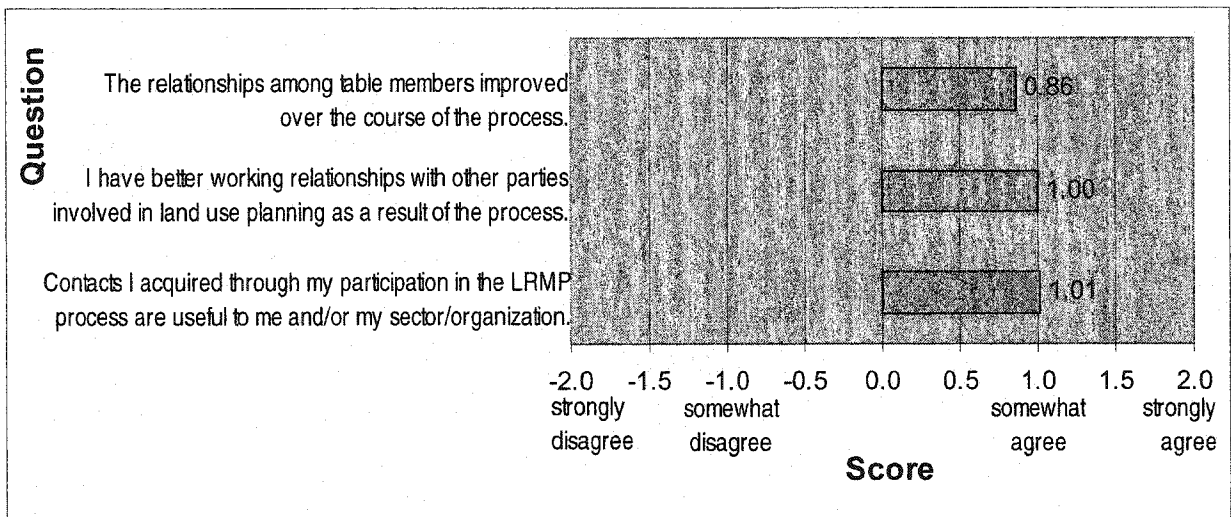 Question
The relationships among table members improved
over the course of the process.
0.86
I have better working relationships with other parties
involved in land use planning as a result of the process.
1.00
Contacts I acquired through my participation in the LRMP
process are useful to me and/or my sector/organization.
1.01
-2.0 -1.5 -1.0 -0.5 0.0 0.5 1.0 1.5 2.0
strongly somewhat somewhat strongly
disagree disagree agree agree
Score